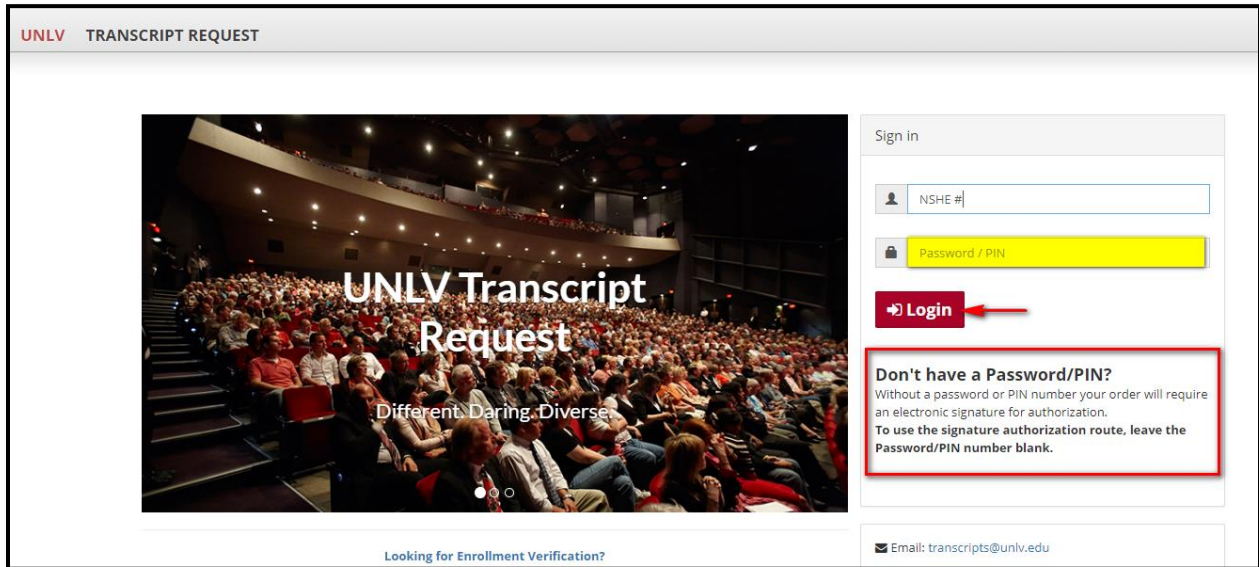 UNLV TRANSCRIPT REQUEST
UNLV Transcript
Request
Different. Daring. Diverse.
Looking for Enrollment Verification?
Sign in
NSHE #
Password / PIN
Login
Don't have a Password/PIN?
Without a password or PIN number your order will require
an electronic signature for authorization.
To use the signature authorization route, leave the
Password/PIN number blank.
Email: transcripts@unlv.edu